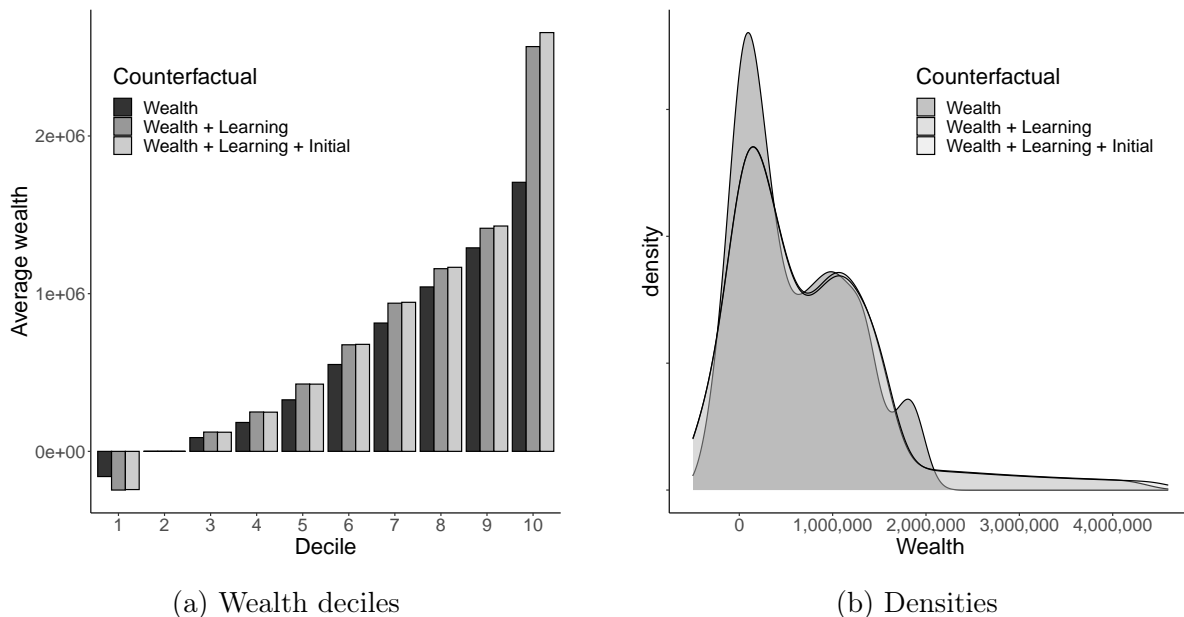 Counterfactual
Wealth
Wealth + Learning
Wealth + Learning + Initial
2e+06
1e+06
0e+00
Average wealth
1 2 3 4 5 6 7 8 9 10
Decile
(a) Wealth deciles
Counterfactual
Wealth
Wealth + Learning
Wealth + Learning + Initial
density
0 1,000,000 2,000,000 3,000,000 4,000,000
Wealth
(b) Densities